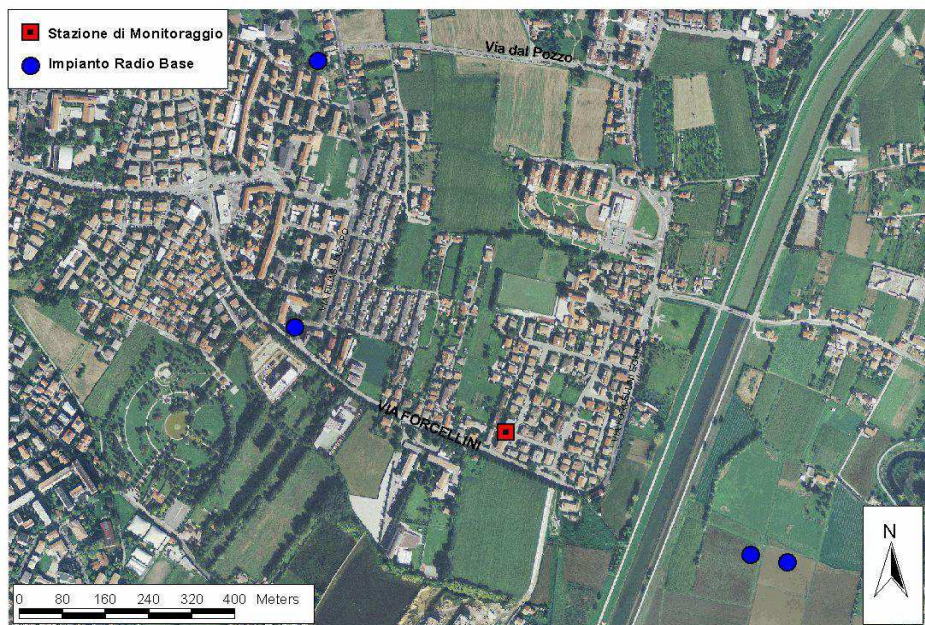 Stazione di Monitoraggio
Impianto Radio Base
Via dal Pozzo
VIA FORCELLINI
N
0 80 160 240 320 400 Meters